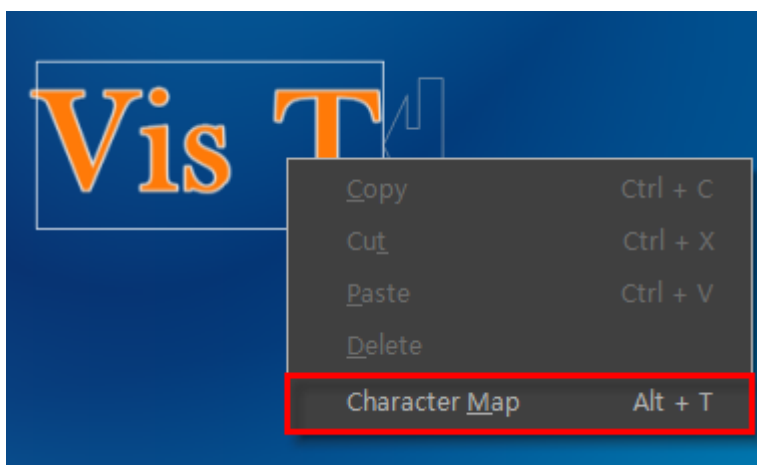 Vis T
Copy Ctrl + C
Cut Ctrl + X
Paste Ctrl + V
Delete
Character Map Alt + T